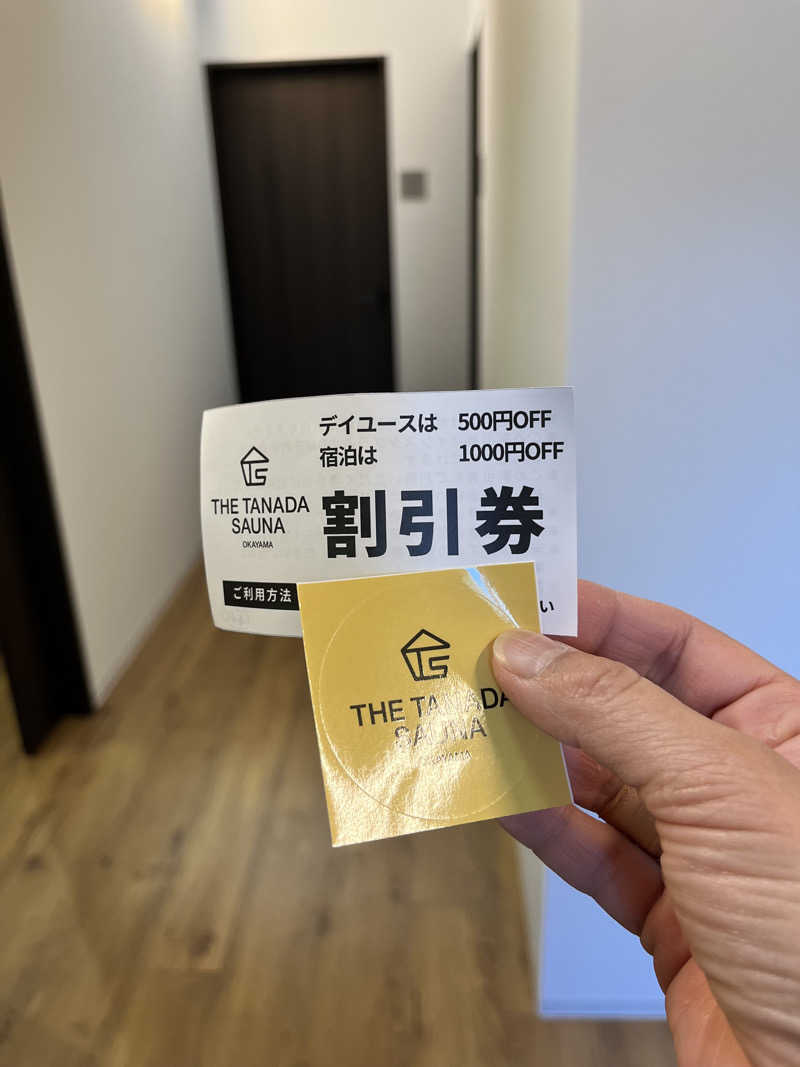 デイユースは 500円OFF
宿泊は 1000円OFF
THE TANADA
SAUNA
OKAYAMA
割引券
ご利用方法
い
THE TANADA
SAUNA
OKAYAMA